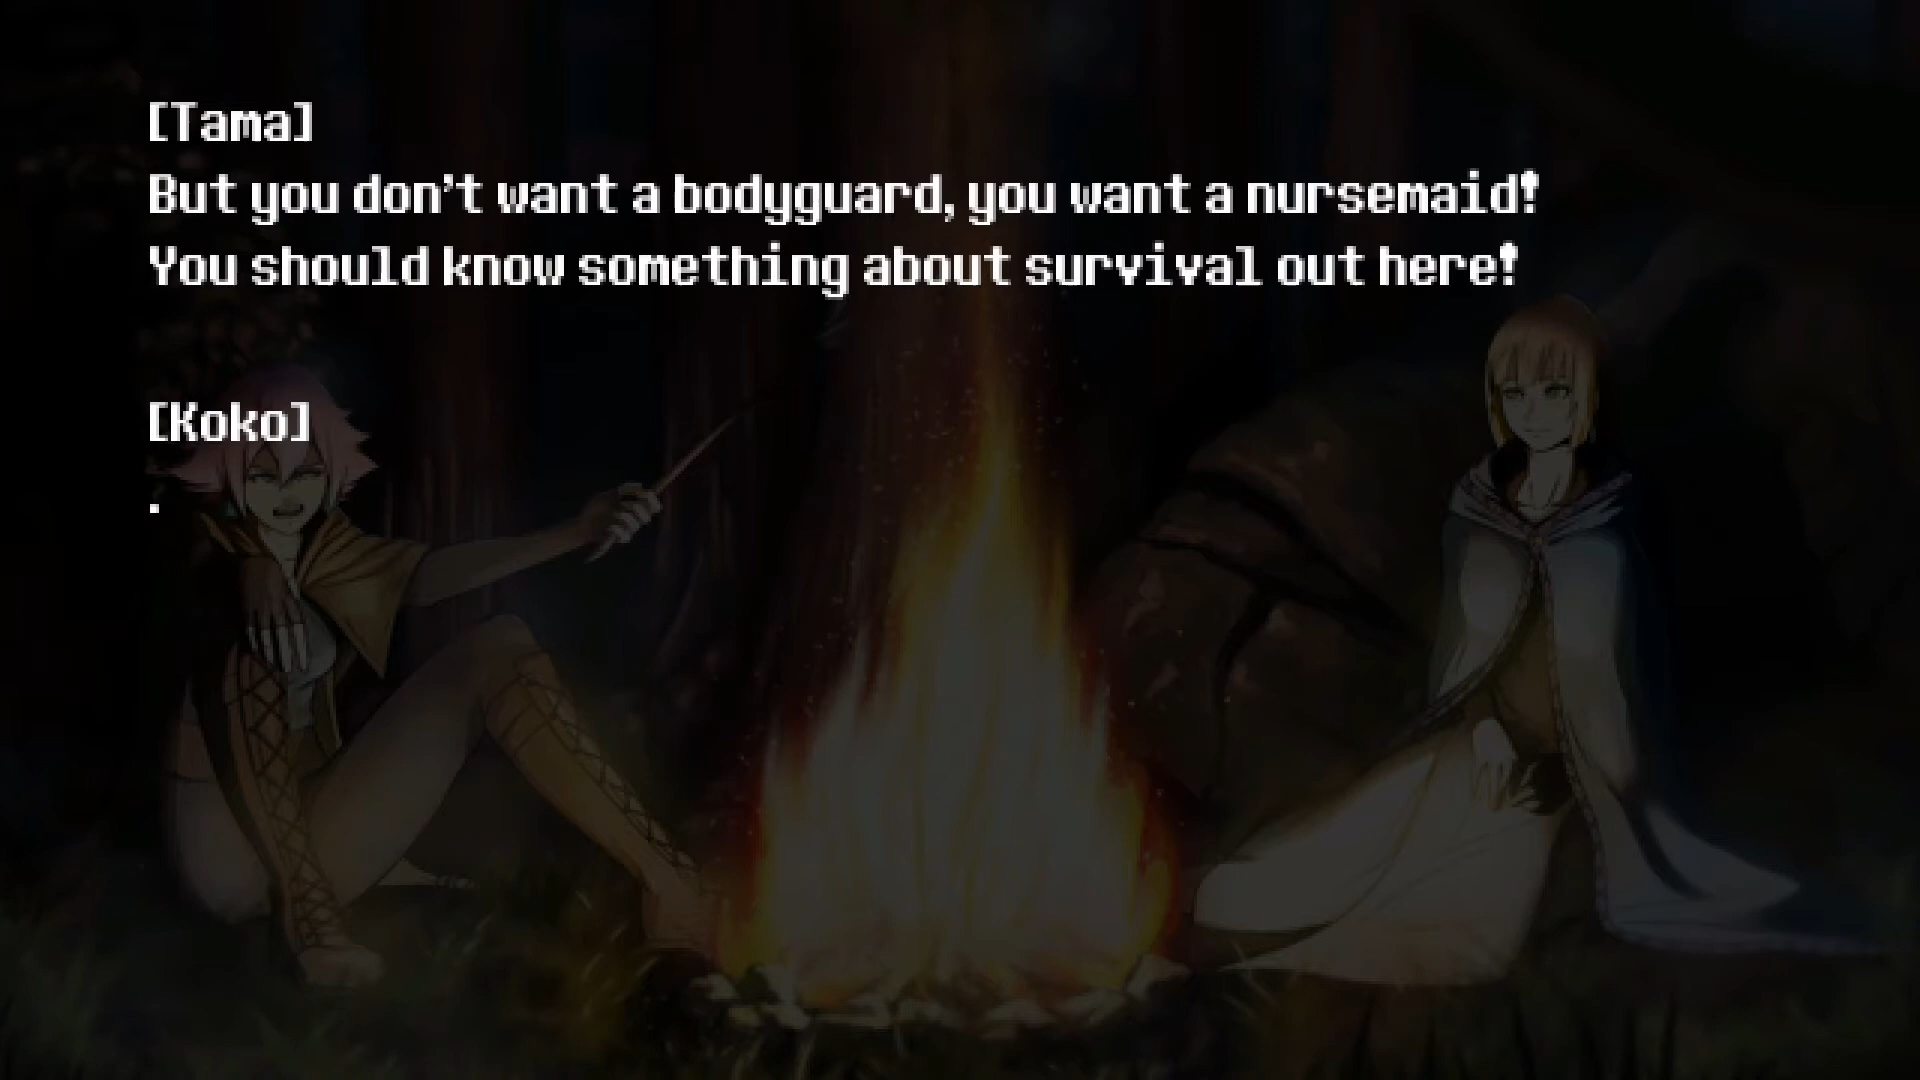 [Tama]
But you don't want a bodyguard, you want a nursemaid!
You should know something about survival out here!
[Koko]
.